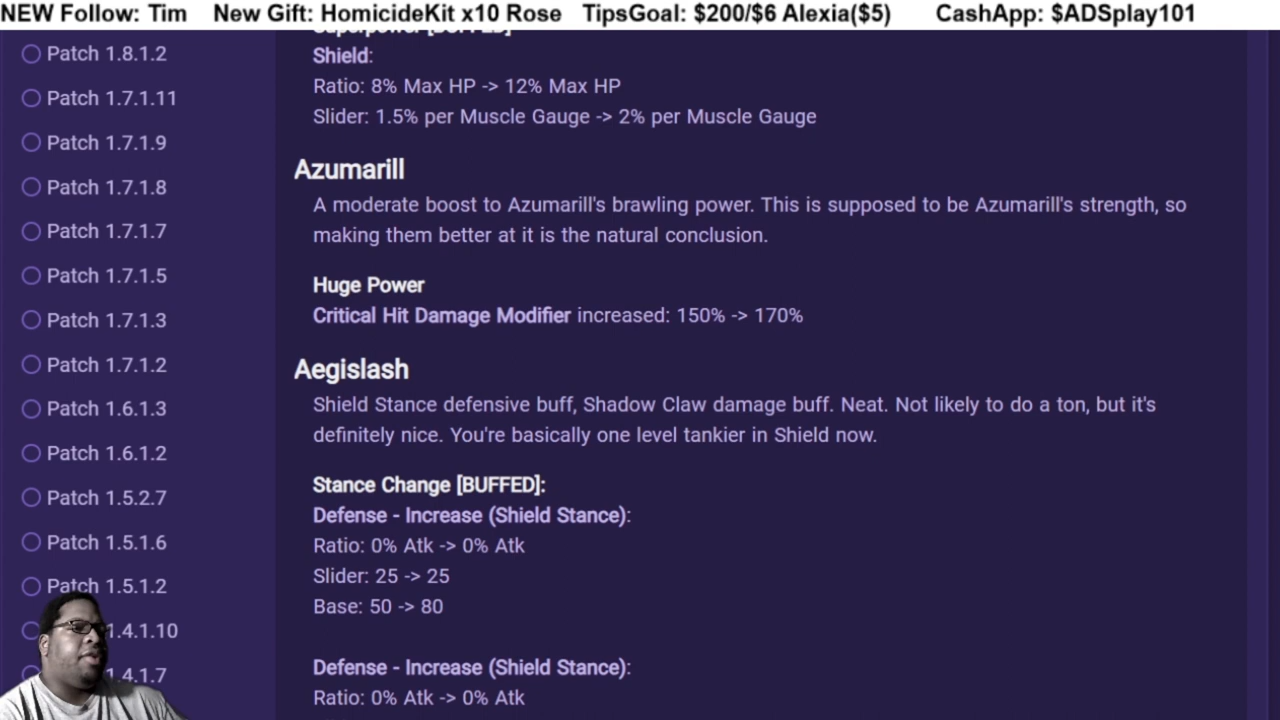 NEW Follow: Tim New Gift: HomicideKit x10 Rose TipsGoal: $200/$6 Alexia($5) CashApp: $ADSplay101
Patch 1.8.1.2
Patch 1.7.1.11
Patch 1.7.1.9
Patch 1.7.1.8
Patch 1.7.1.7
Patch 1.7.1.5
Patch 1.7.1.3
Patch 1.7.1.2
Patch 1.6.1.3
Patch 1.6.1.2
Patch 1.5.2.7
Patch 1.5.1.6
Patch 1.5.1.2
1.4.1.10
1.4.1.7
Superpower [BUFFED]
Shield:
Ratio: 8% Max HP -> 12% Max HP
Slider: 1.5% per Muscle Gauge -> 2% per Muscle Gauge
Azumarill
A moderate boost to Azumarill's brawling power. This is supposed to be Azumarill's strength, so
making them better at it is the natural conclusion.
Huge Power
Critical Hit Damage Modifier increased: 150% -> 170%
Aegislash
Shield Stance defensive buff, Shadow Claw damage buff. Neat. Not likely to do a ton, but it's
definitely nice. You're basically one level tankier in Shield now.
Stance Change [BUFFED]:
Defense - Increase (Shield Stance):
Ratio: 0% Atk -> 0% Atk
Slider: 25 -> 25
Base: 50 -> 80
Defense - Increase (Shield Stance):
Ratio: 0% Atk -> 0% Atk